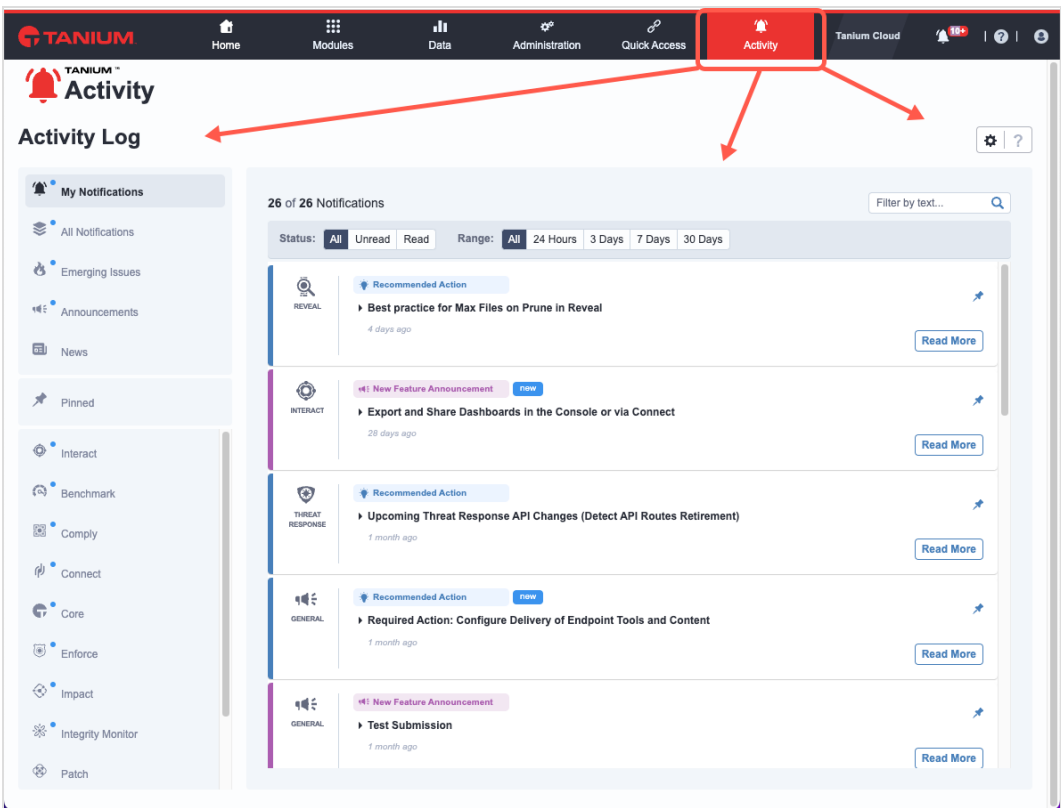 TANIUM
Home
Modules
Data
Administration
Quick Access
Activity
Tanium Cloud
10+
?
TANIUM™
Activity
Activity Log
?
My Notifications
All Notifications
Emerging Issues
Announcements
News
Pinned
Interact
Benchmark
Comply
Connect
Core
Enforce
Impact
Integrity Monitor
Patch
26 of 26 Notifications
Filter by text...
Status: All Unread Read Range: All 24 Hours 3 Days 7 Days 30 Days
REVEAL
Recommended Action
Best practice for Max Files on Prune in Reveal
4 days ago
Read More
INTERACT
New Feature Announcement new
Export and Share Dashboards in the Console or via Connect
28 days ago
Read More
THREAT
RESPONSE
Recommended Action
Upcoming Threat Response API Changes (Detect API Routes Retirement)
1 month ago
Read More
GENERAL
Recommended Action new
Required Action: Configure Delivery of Endpoint Tools and Content
1 month ago
Read More
GENERAL
New Feature Announcement
Test Submission
1 month ago
Read More